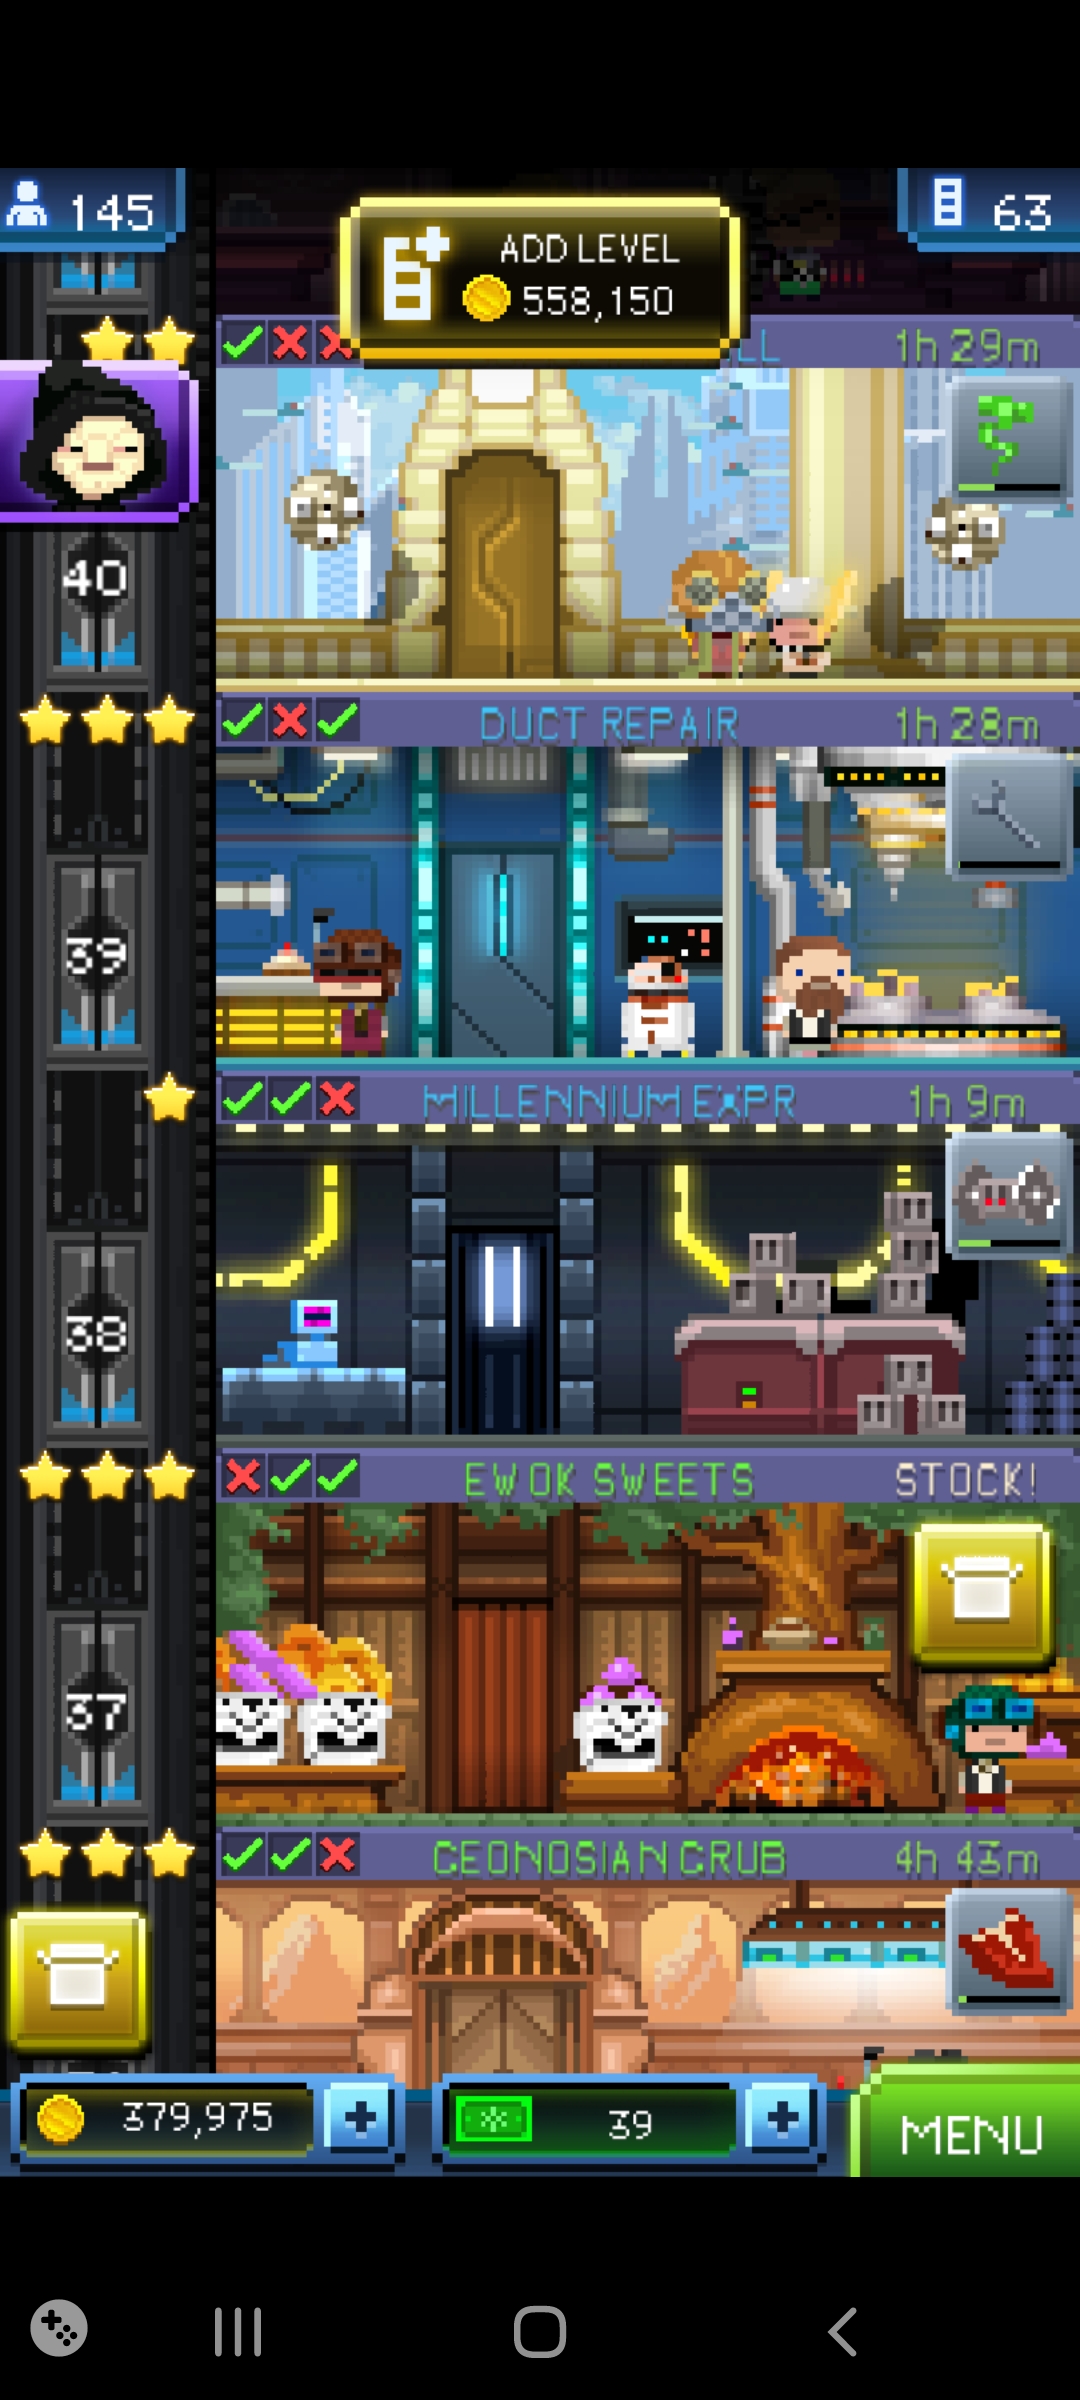 145
ADD LEVEL
558,150
63
LL
1h 29m
40
DUCT REPAIR
1h 28m
39
MILLENNIUM EXPR
1h 9m
38
EWOK SWEETS
STOCK!
37
GEONOSIAN GRUB
4h 43m
379,975
39
MENU